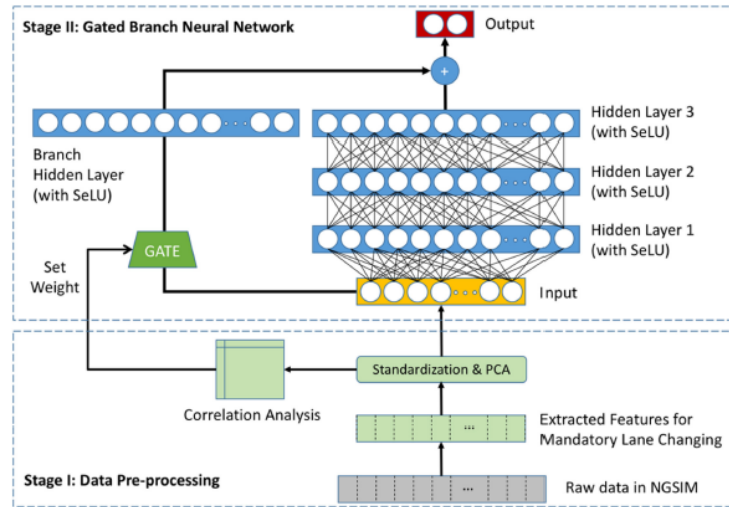 Stage II: Gated Branch Neural Network
Output
+
Hidden Layer 3
(with SeLU)
Branch
Hidden Layer
(with SeLU)
Hidden Layer 2
(with SeLU)
Hidden Layer 1
(with SeLU)
GATE
Set
Weight
Input
Standardization & PCA
Correlation Analysis
...
Extracted Features for
Mandatory Lane Changing
Stage I: Data Pre-processing
...
Raw data in NGSIM